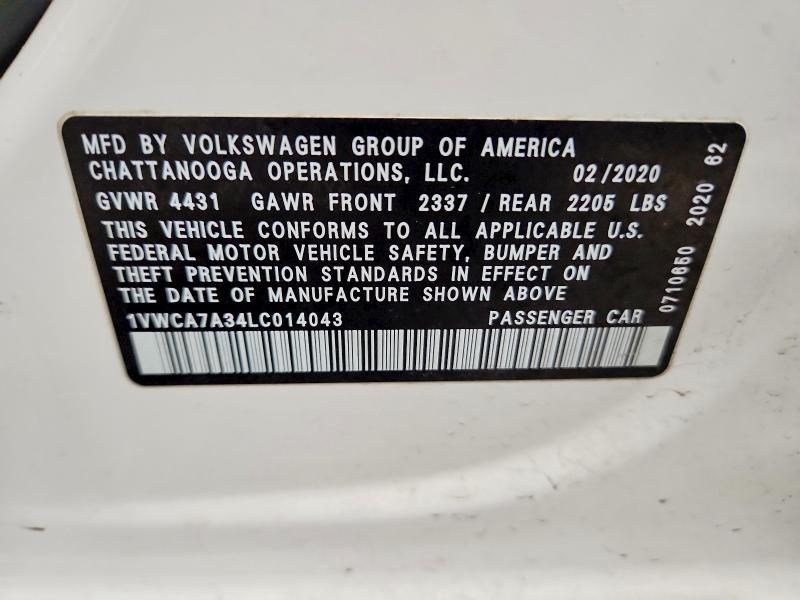 MFD BY VOLKSWAGEN GROUP OF AMERICA
CHATTANOOGA OPERATIONS, LLC. 02/2020
GVWR 4431 GAWR FRONT 2337 / REAR 2205 LBS
THIS VEHICLE CONFORMS TO ALL APPLICABLE U.S.
FEDERAL MOTOR VEHICLE SAFETY, BUMPER AND
THEFT PREVENTION STANDARDS IN EFFECT ON
THE DATE OF MANUFACTURE SHOWN ABOVE
1VWCA7A34LC014043 PASSENGER CAR
0710650 2020 62